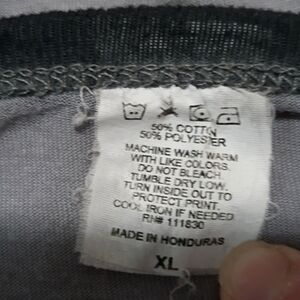 50% COTTON
50% POLYESTER
MACHINE WASH WARM
WITH LIKE COLORS.
DO NOT BLEACH.
TUMBLE DRY LOW.
TURN INSIDE OUT TO
PROTECT PRINT.
COOL IRON IF NEEDED
RN# 111830
MADE IN HONDURAS
XL